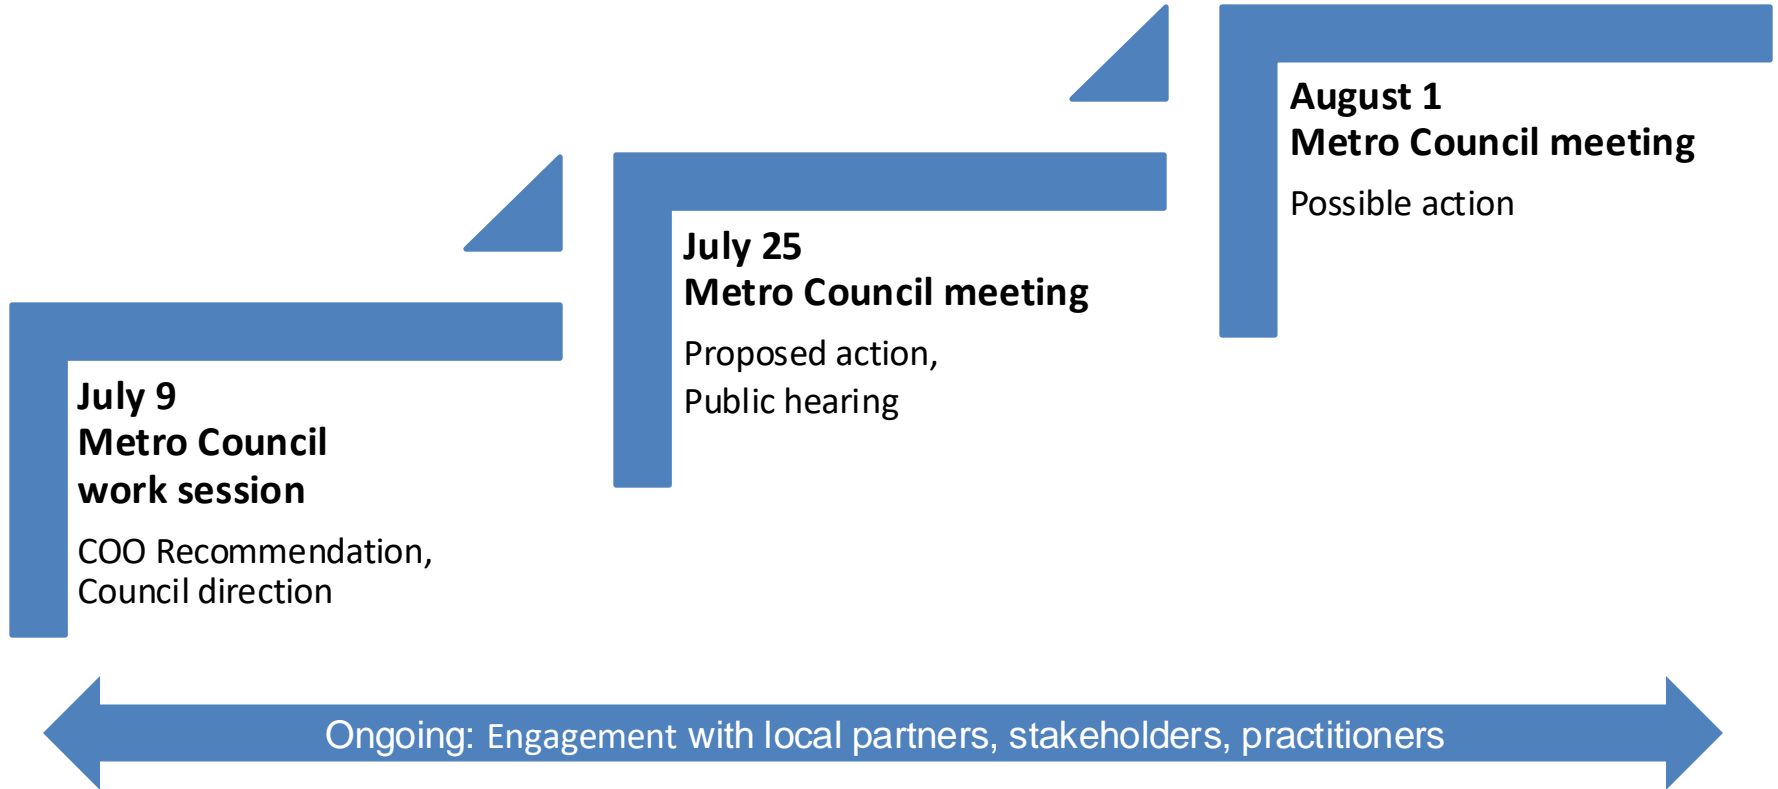 July 9
Metro Council
work session
COO Recommendation,
Council direction
July 25
Metro Council meeting
Proposed action,
Public hearing
August 1
Metro Council meeting
Possible action
Ongoing: Engagement with local partners, stakeholders, practitioners